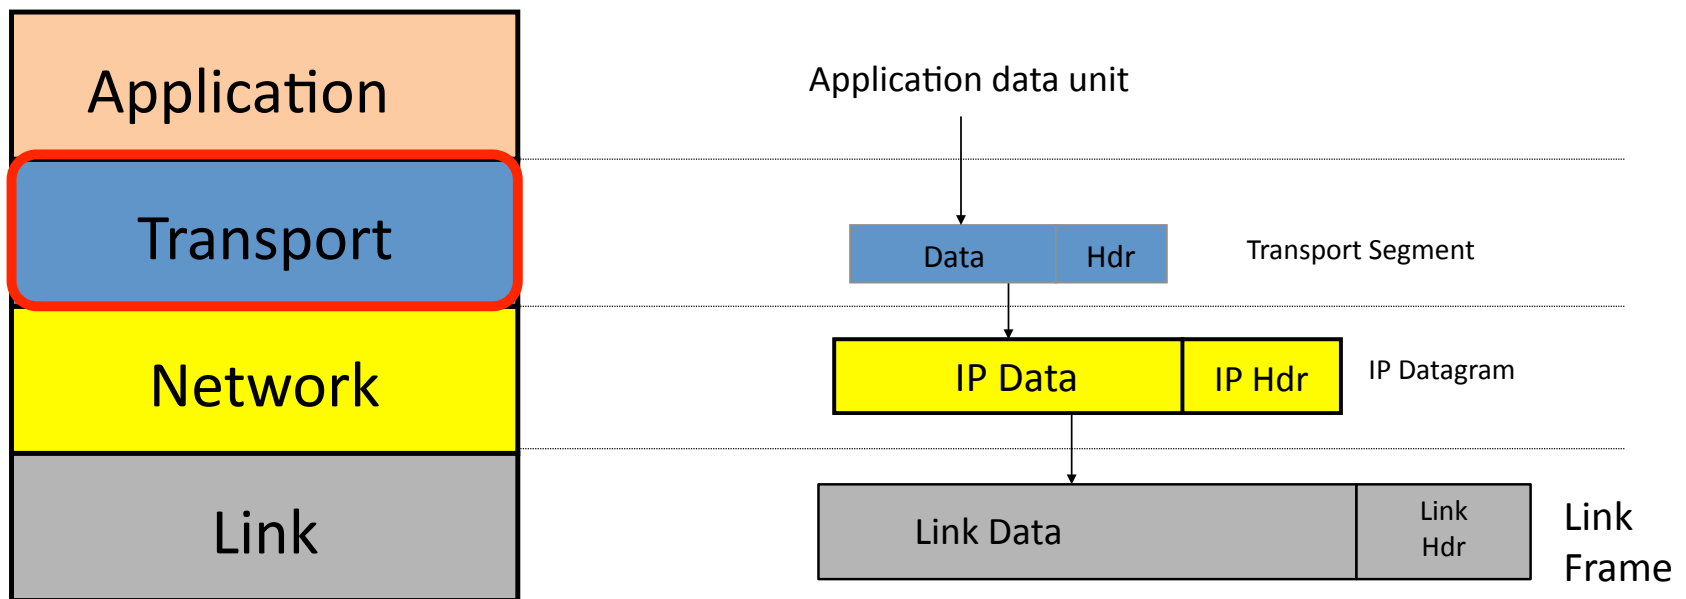 Application
Application data unit
Transport
Data
Hdr
Transport Segment
Network
IP Data
IP Hdr
IP Datagram
Link
Link Data
Link
Hdr
Link
Frame